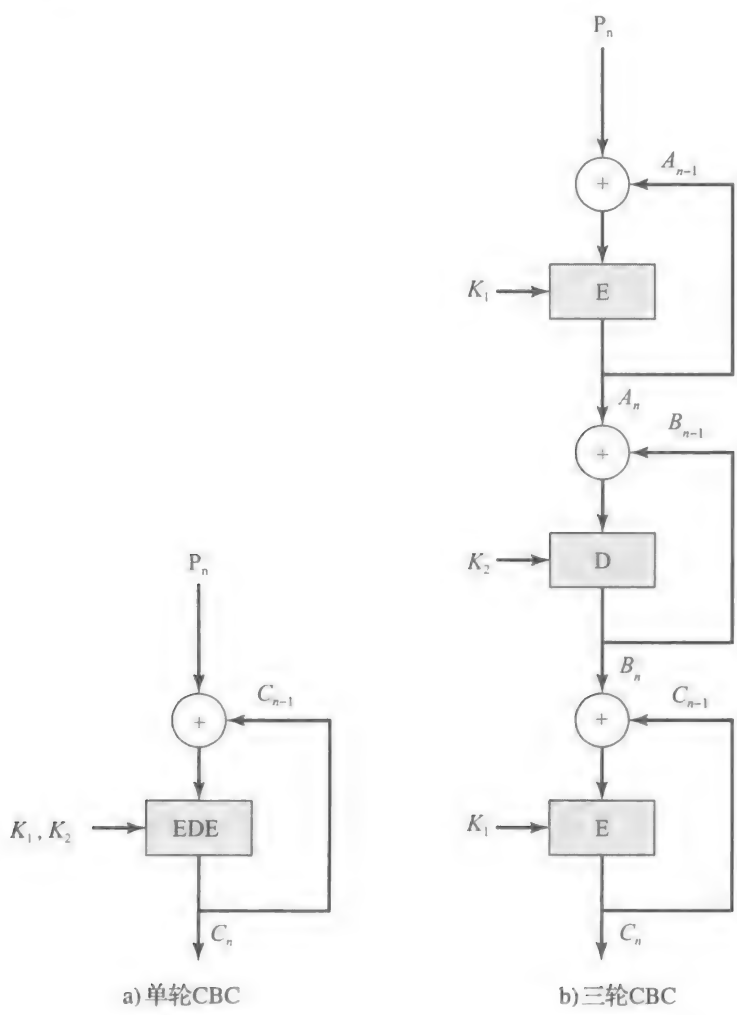 Pₙ
Cₙ₋₁
+
K₁, K₂
EDE
Cₙ
a) 单轮CBC
Pₙ
Aₙ₋₁
+
K₁
E
Aₙ
Bₙ₋₁
+
K₂
D
Bₙ
Cₙ₋₁
+
K₁
E
Cₙ
b) 三轮CBC